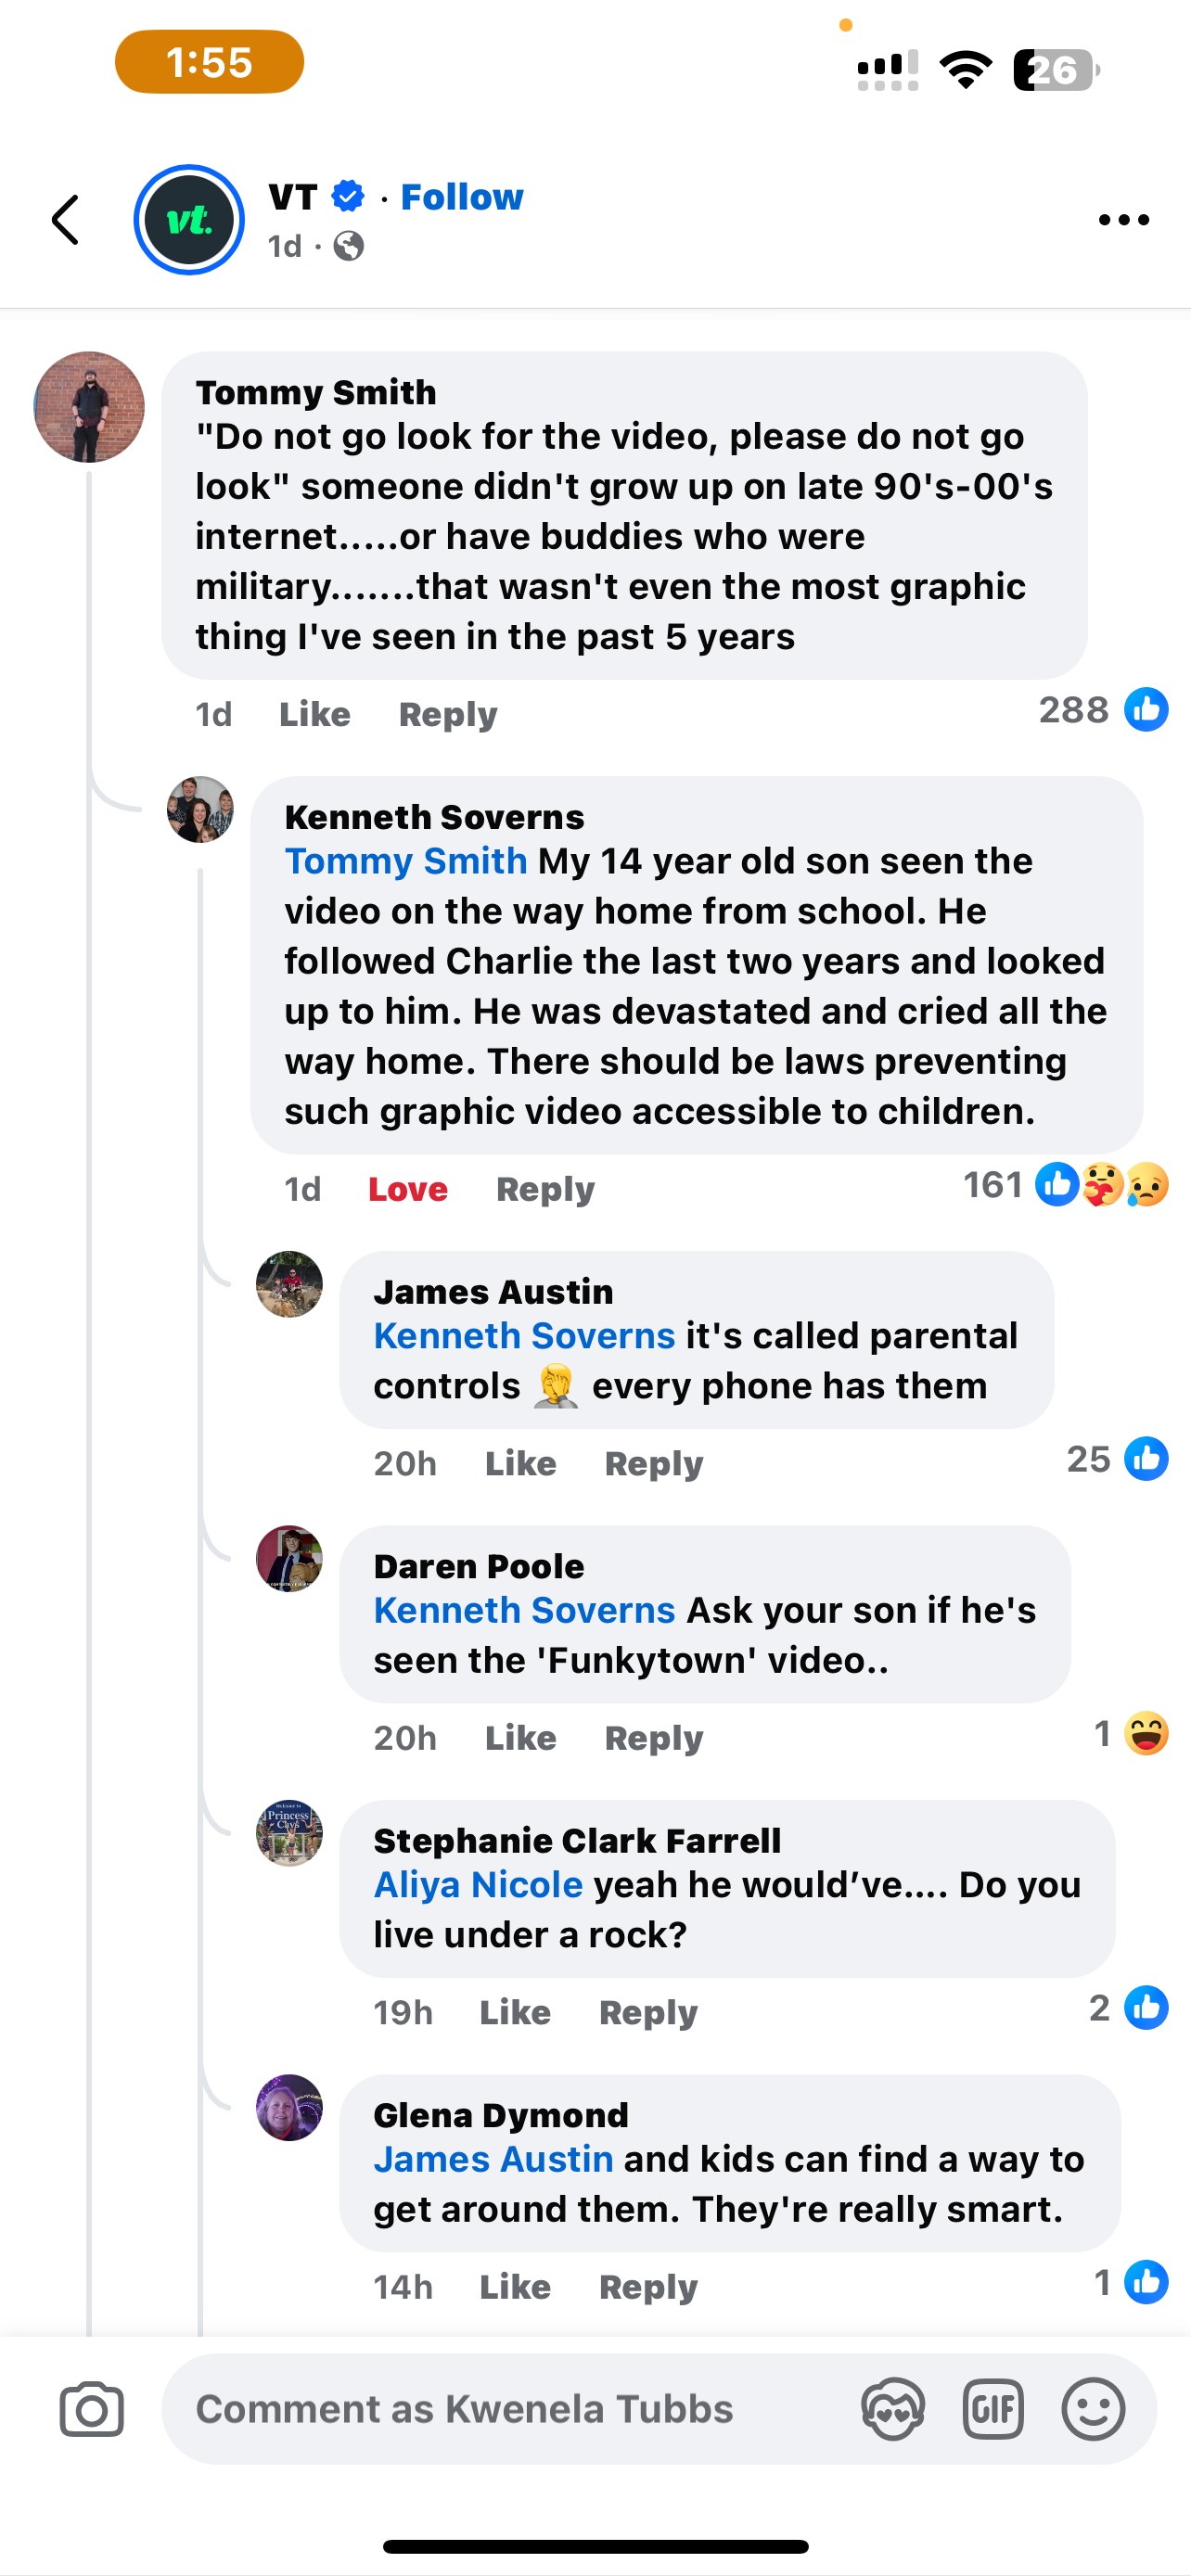 1:55
26
vt.
VT · Follow
1d ·
Tommy Smith
"Do not go look for the video, please do not go
look" someone didn't grow up on late 90's-00's
internet.....or have buddies who were
military.......that wasn't even the most graphic
thing I've seen in the past 5 years
1d Like Reply 288
Kenneth Soverns
Tommy Smith My 14 year old son seen the
video on the way home from school. He
followed Charlie the last two years and looked
up to him. He was devastated and cried all the
way home. There should be laws preventing
such graphic video accessible to children.
1d Love Reply 161
James Austin
Kenneth Soverns it's called parental
controls 🤦 every phone has them
20h Like Reply 25
Daren Poole
Kenneth Soverns Ask your son if he's
seen the 'Funkytown' video..
20h Like Reply 1
Princess
Cays
Stephanie Clark Farrell
Aliya Nicole yeah he would’ve.... Do you
live under a rock?
19h Like Reply 2
Glena Dymond
James Austin and kids can find a way to
get around them. They're really smart.
14h Like Reply 1
Comment as Kwenela Tubbs
GIF